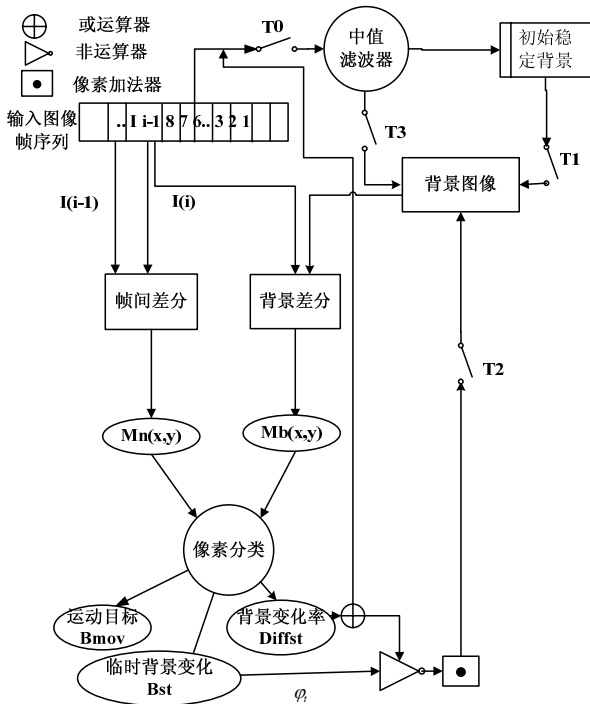 或运算器
非运算器
像素加法器
输入图像
帧序列
.. I i-1 8 7 6.. 3 2 1
T0
中值
滤波器
初始稳
定背景
T3
T1
背景图像
I(i-1)
I(i)
帧间差分
背景差分
T2
Mn(x,y)
Mb(x,y)
像素分类
运动目标
Bmov
背景变化率
Diffst
临时背景变化
Bst
φi